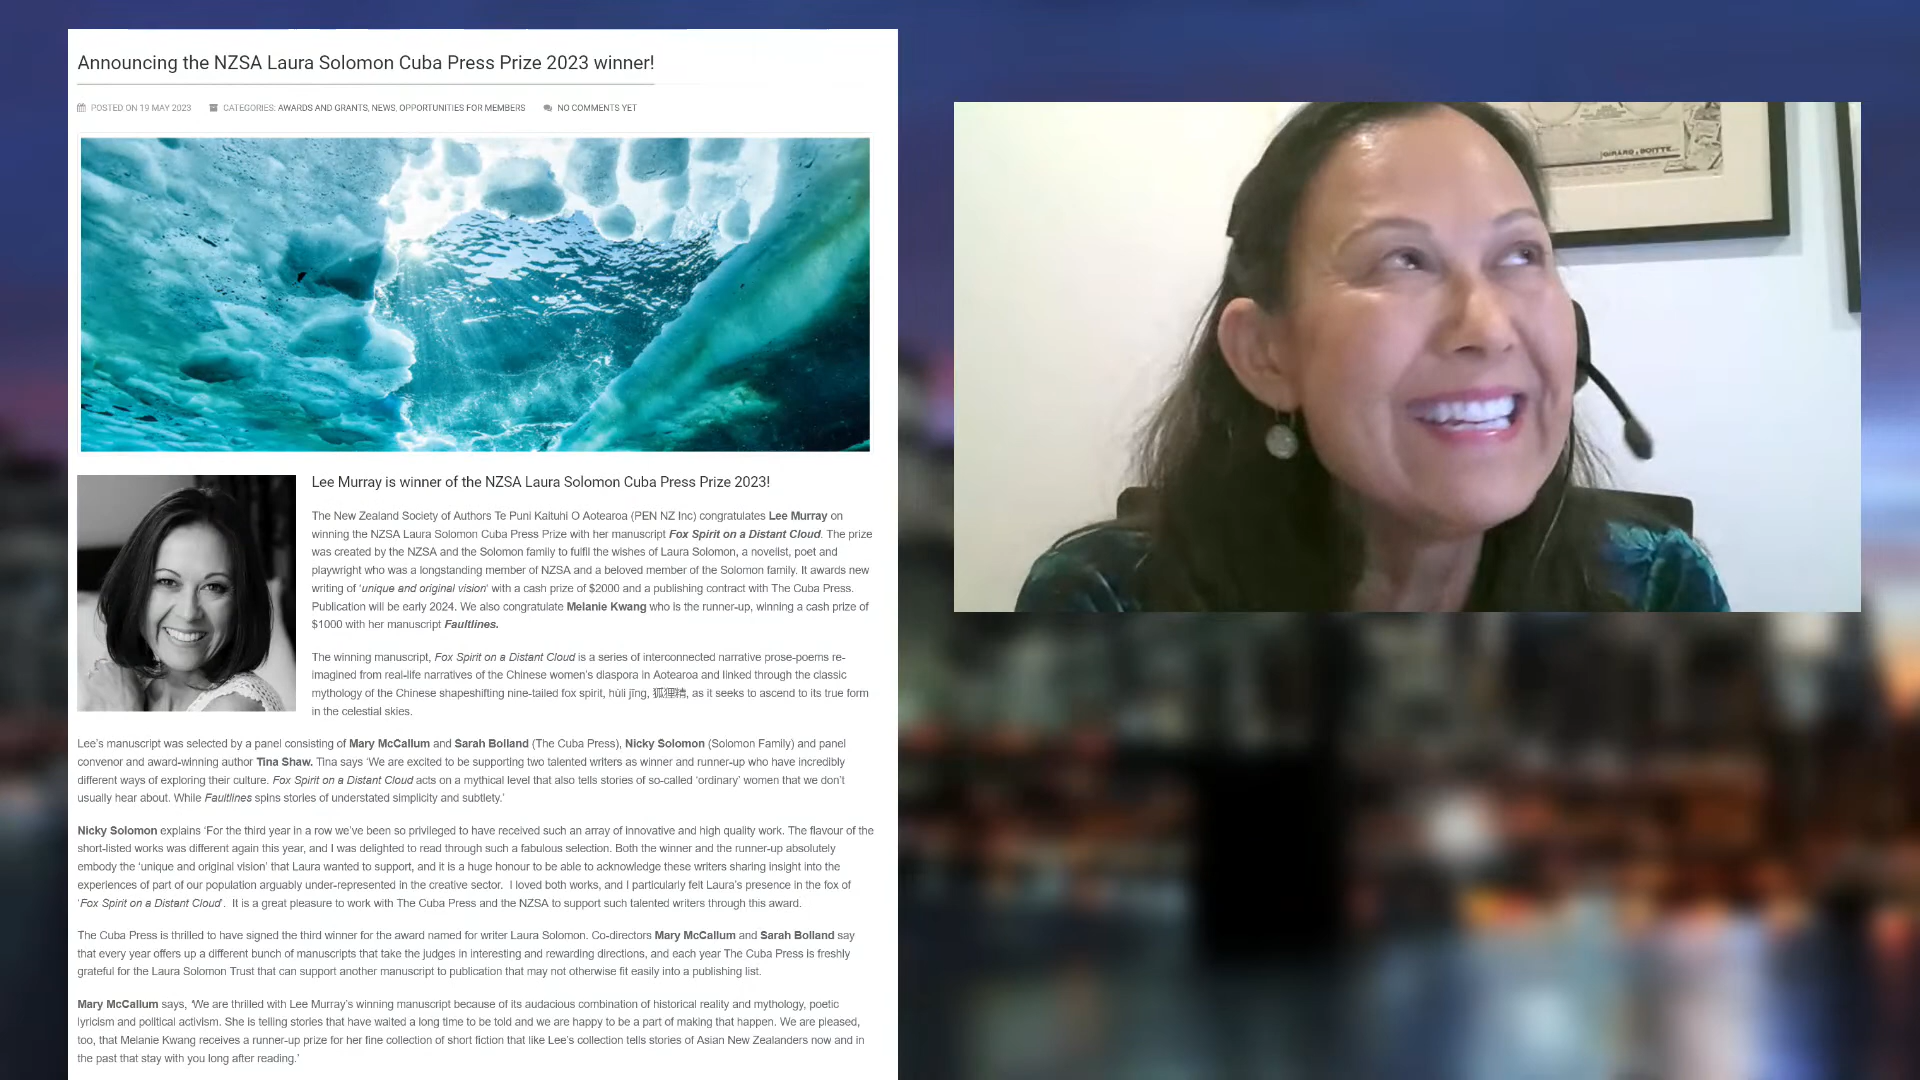 Announcing the NZSA Laura Solomon Cuba Press Prize 2023 winner!
POSTED ON 19 MAY 2023 CATEGORIES: AWARDS AND GRANTS, NEWS, OPPORTUNITIES FOR MEMBERS NO COMMENTS YET
GIRARD & BOITTE
Lee Murray is winner of the NZSA Laura Solomon Cuba Press Prize 2023!
The New Zealand Society of Authors Te Puni Kaituhi O Aotearoa (PEN NZ Inc) congratulates Lee Murray on
winning the NZSA Laura Solomon Cuba Press Prize with her manuscript Fox Spirit on a Distant Cloud. The prize
was created by the NZSA and the Solomon family to fulfil the wishes of Laura Solomon, a novelist, poet and
playwright who was a longstanding member of NZSA and a beloved member of the Solomon family. It awards new
writing of ‘unique and original vision’ with a cash prize of $2000 and a publishing contract with The Cuba Press.
Publication will be early 2024. We also congratulate Melanie Kwang who is the runner-up, winning a cash prize of
$1000 with her manuscript Faultlines.
The winning manuscript, Fox Spirit on a Distant Cloud is a series of interconnected narrative prose-poems re-
imagined from real-life narratives of the Chinese women’s diaspora in Aotearoa and linked through the classic
mythology of the Chinese shapeshifting nine-tailed fox spirit, húli jīng, 狐狸精, as it seeks to ascend to its true form
in the celestial skies.
Lee’s manuscript was selected by a panel consisting of Mary McCallum and Sarah Bolland (The Cuba Press), Nicky Solomon (Solomon Family) and panel
convenor and award-winning author Tina Shaw. Tina says ‘We are excited to be supporting two talented writers as winner and runner-up who have incredibly
different ways of exploring their culture. Fox Spirit on a Distant Cloud acts on a mythical level that also tells stories of so-called ‘ordinary’ women that we don’t
usually hear about. While Faultlines spins stories of understated simplicity and subtlety.’
Nicky Solomon explains ‘For the third year in a row we’ve been so privileged to have received such an array of innovative and high quality work. The flavour of the
short-listed works was different again this year, and I was delighted to read through such a fabulous selection. Both the winner and the runner-up absolutely
embody the ‘unique and original vision’ that Laura wanted to support, and it is a huge honour to be able to acknowledge these writers sharing insight into the
experiences of part of our population arguably under-represented in the creative sector. I loved both works, and I particularly felt Laura’s presence in the fox of
‘Fox Spirit on a Distant Cloud’. It is a great pleasure to work with The Cuba Press and the NZSA to support such talented writers through this award.
The Cuba Press is thrilled to have signed the third winner for the award named for writer Laura Solomon. Co-directors Mary McCallum and Sarah Bolland say
that every year offers up a different bunch of manuscripts that take the judges in interesting and rewarding directions, and each year The Cuba Press is freshly
grateful for the Laura Solomon Trust that can support another manuscript to publication that may not otherwise fit easily into a publishing list.
Mary McCallum says, ‘We are thrilled with Lee Murray’s winning manuscript because of its audacious combination of historical reality and mythology, poetic
lyricism and political activism. She is telling stories that have waited a long time to be told and we are happy to be a part of making that happen. We are pleased,
too, that Melanie Kwang receives a runner-up prize for her fine collection of short fiction that like Lee’s collection tells stories of Asian New Zealanders now and in
the past that stay with you long after reading.’